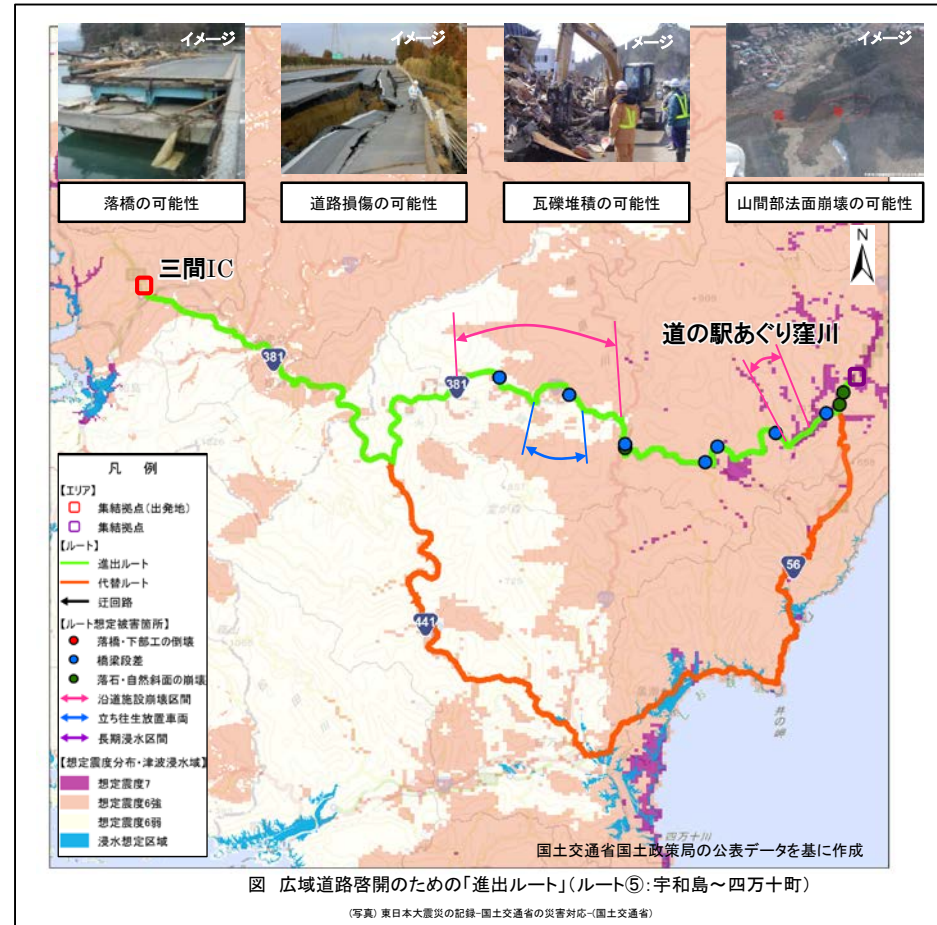 イメージ
イメージ
イメージ
イメージ
落橋の可能性
道路損傷の可能性
瓦礫堆積の可能性
山間部法面崩壊の可能性
N
三間IC
道の駅あぐり窪川
381
381
441
56
凡 例
【エリア】
集結拠点(出発地)
集結拠点
【ルート】
進出ルート
代替ルート
迂回路
【ルート想定被害箇所】
落橋・下部工の倒壊
橋梁段差
落石・自然斜面の崩壊
沿道施設崩壊区間
立ち往生放置車両
長期浸水区間
【想定震度分布・津波浸水域】
想定震度7
想定震度6強
想定震度6弱
浸水想定区域
井の岬
四万十川
国土交通省国土政策局の公表データを基に作成
図 広域道路啓開のための「進出ルート」(ルート⑤:宇和島～四万十町)
(写真) 東日本大震災の記録-国土交通省の災害対応-(国土交通省)